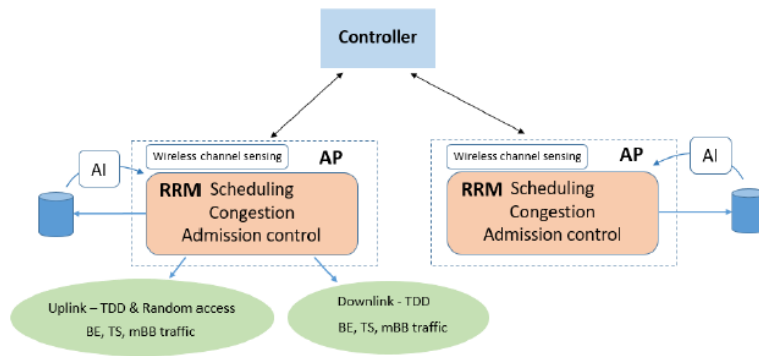 Controller
Wireless channel sensing
AP
AI
RRM Scheduling
Congestion
Admission control
Wireless channel sensing
AP
AI
RRM Scheduling
Congestion
Admission control
Uplink – TDD & Random access
BE, TS, mBB traffic
Downlink - TDD
BE, TS, mBB traffic